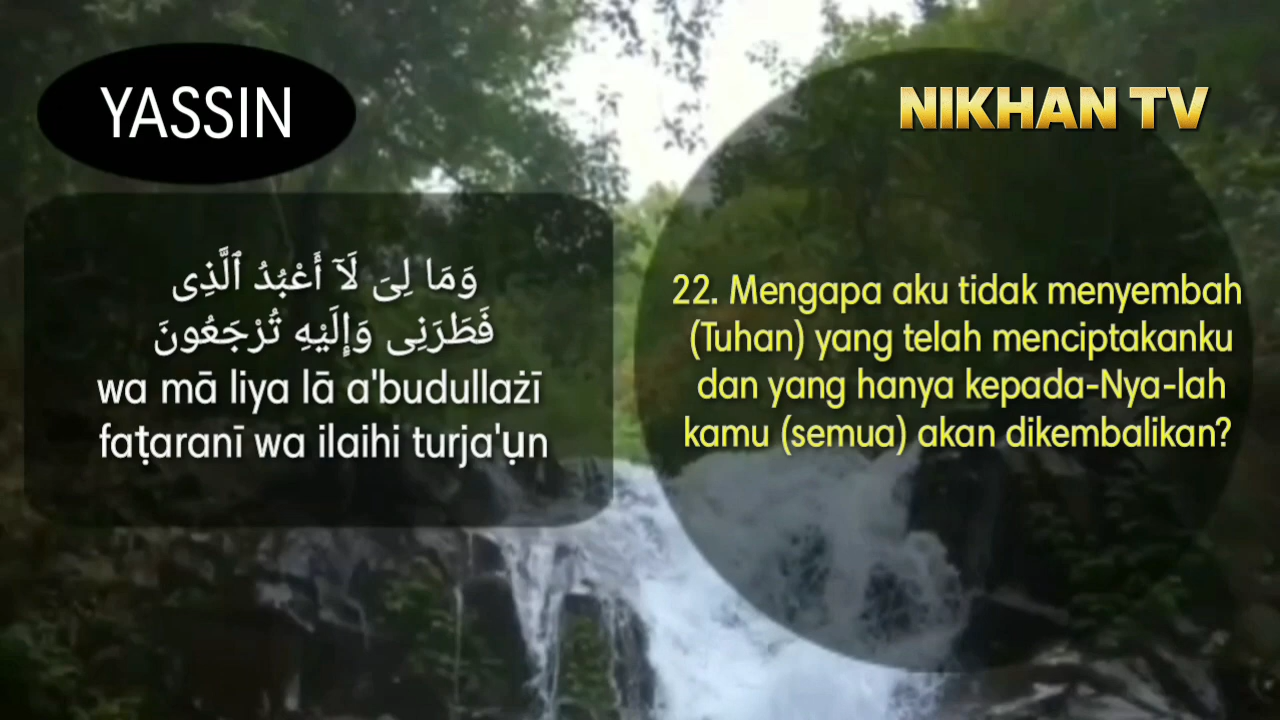 YASSIN
NIKHAN TV
وَمَا لِىَ لَآ أَعْبُدُ ٱلَّذِى
فَطَرَنِى وَإِلَيْهِ تُرْجَعُونَ
wa mā liya lā a'budullażī
faṭaranī wa ilaihi turja'ụn
22. Mengapa aku tidak menyembah
(Tuhan) yang telah menciptakanku
dan yang hanya kepada-Nya-lah
kamu (semua) akan dikembalikan?